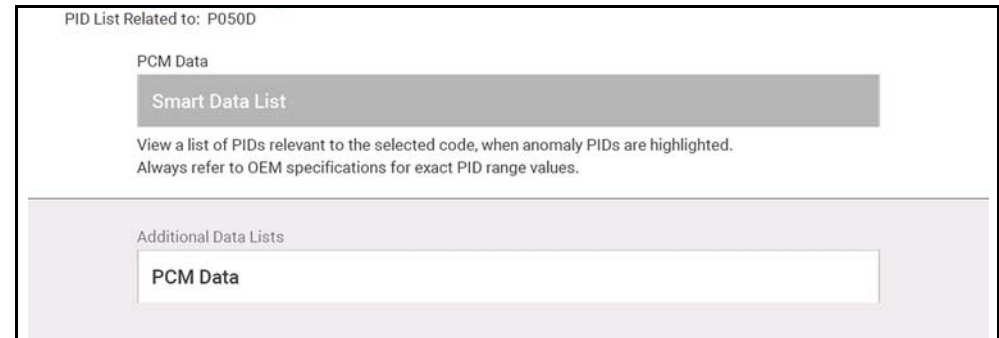 PID List Related to: P050D
PCM Data
Smart Data List
View a list of PIDs relevant to the selected code, when anomaly PIDs are highlighted.
Always refer to OEM specifications for exact PID range values.
Additional Data Lists
PCM Data